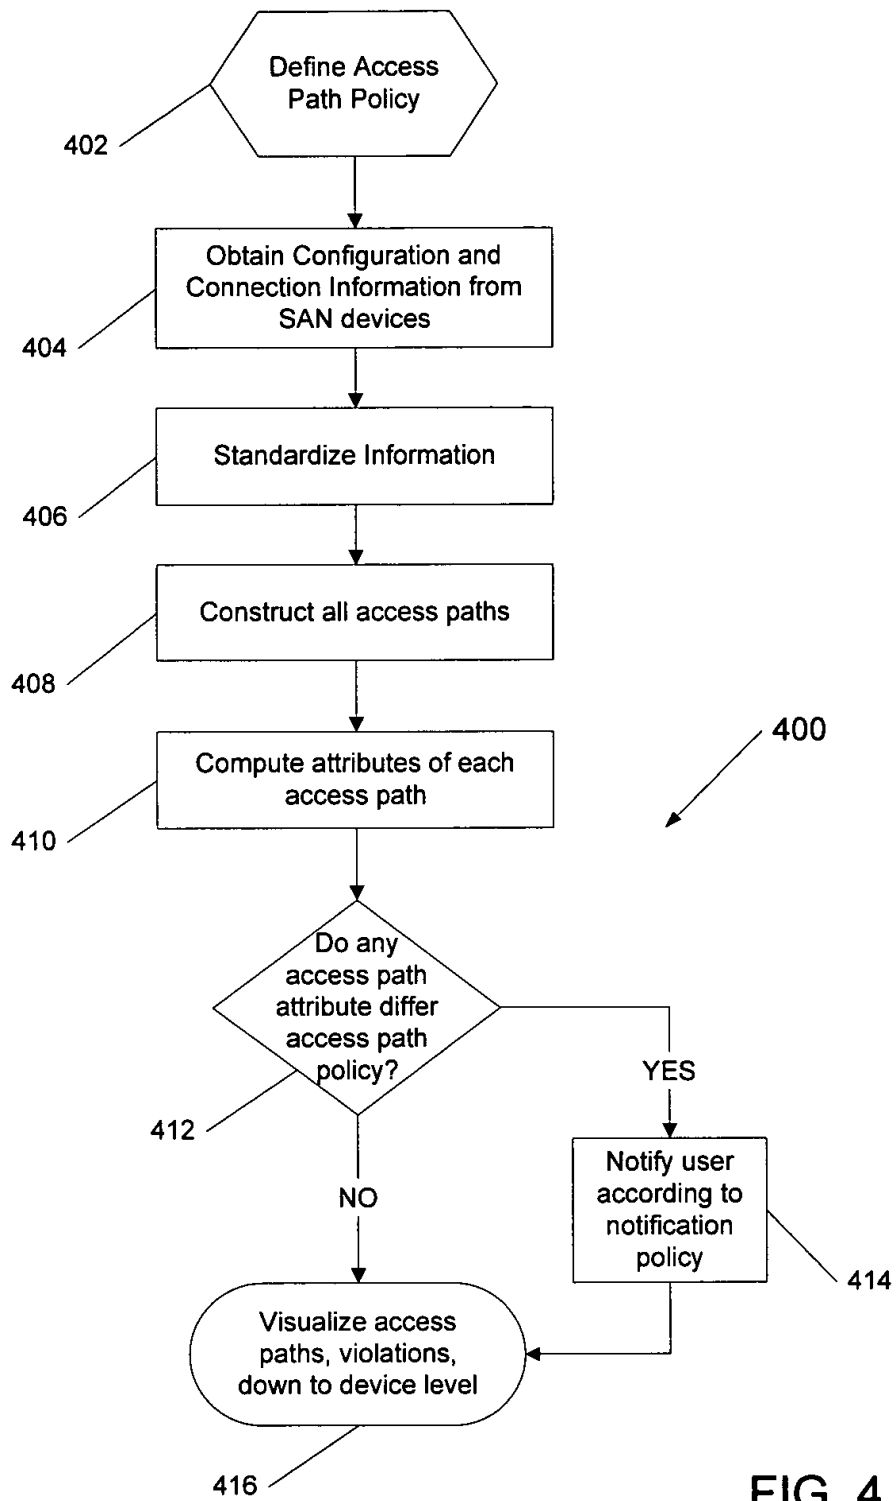 Define Access
Path Policy
402
Obtain Configuration and
Connection Information from
SAN devices
404
Standardize Information
406
Construct all access paths
408
400
Compute attributes of each
access path
410
Do any
access path
attribute differ
access path
policy?
412
YES
NO
Notify user
according to
notification
policy
414
Visualize access
paths, violations,
down to device level
416
FIG. 4